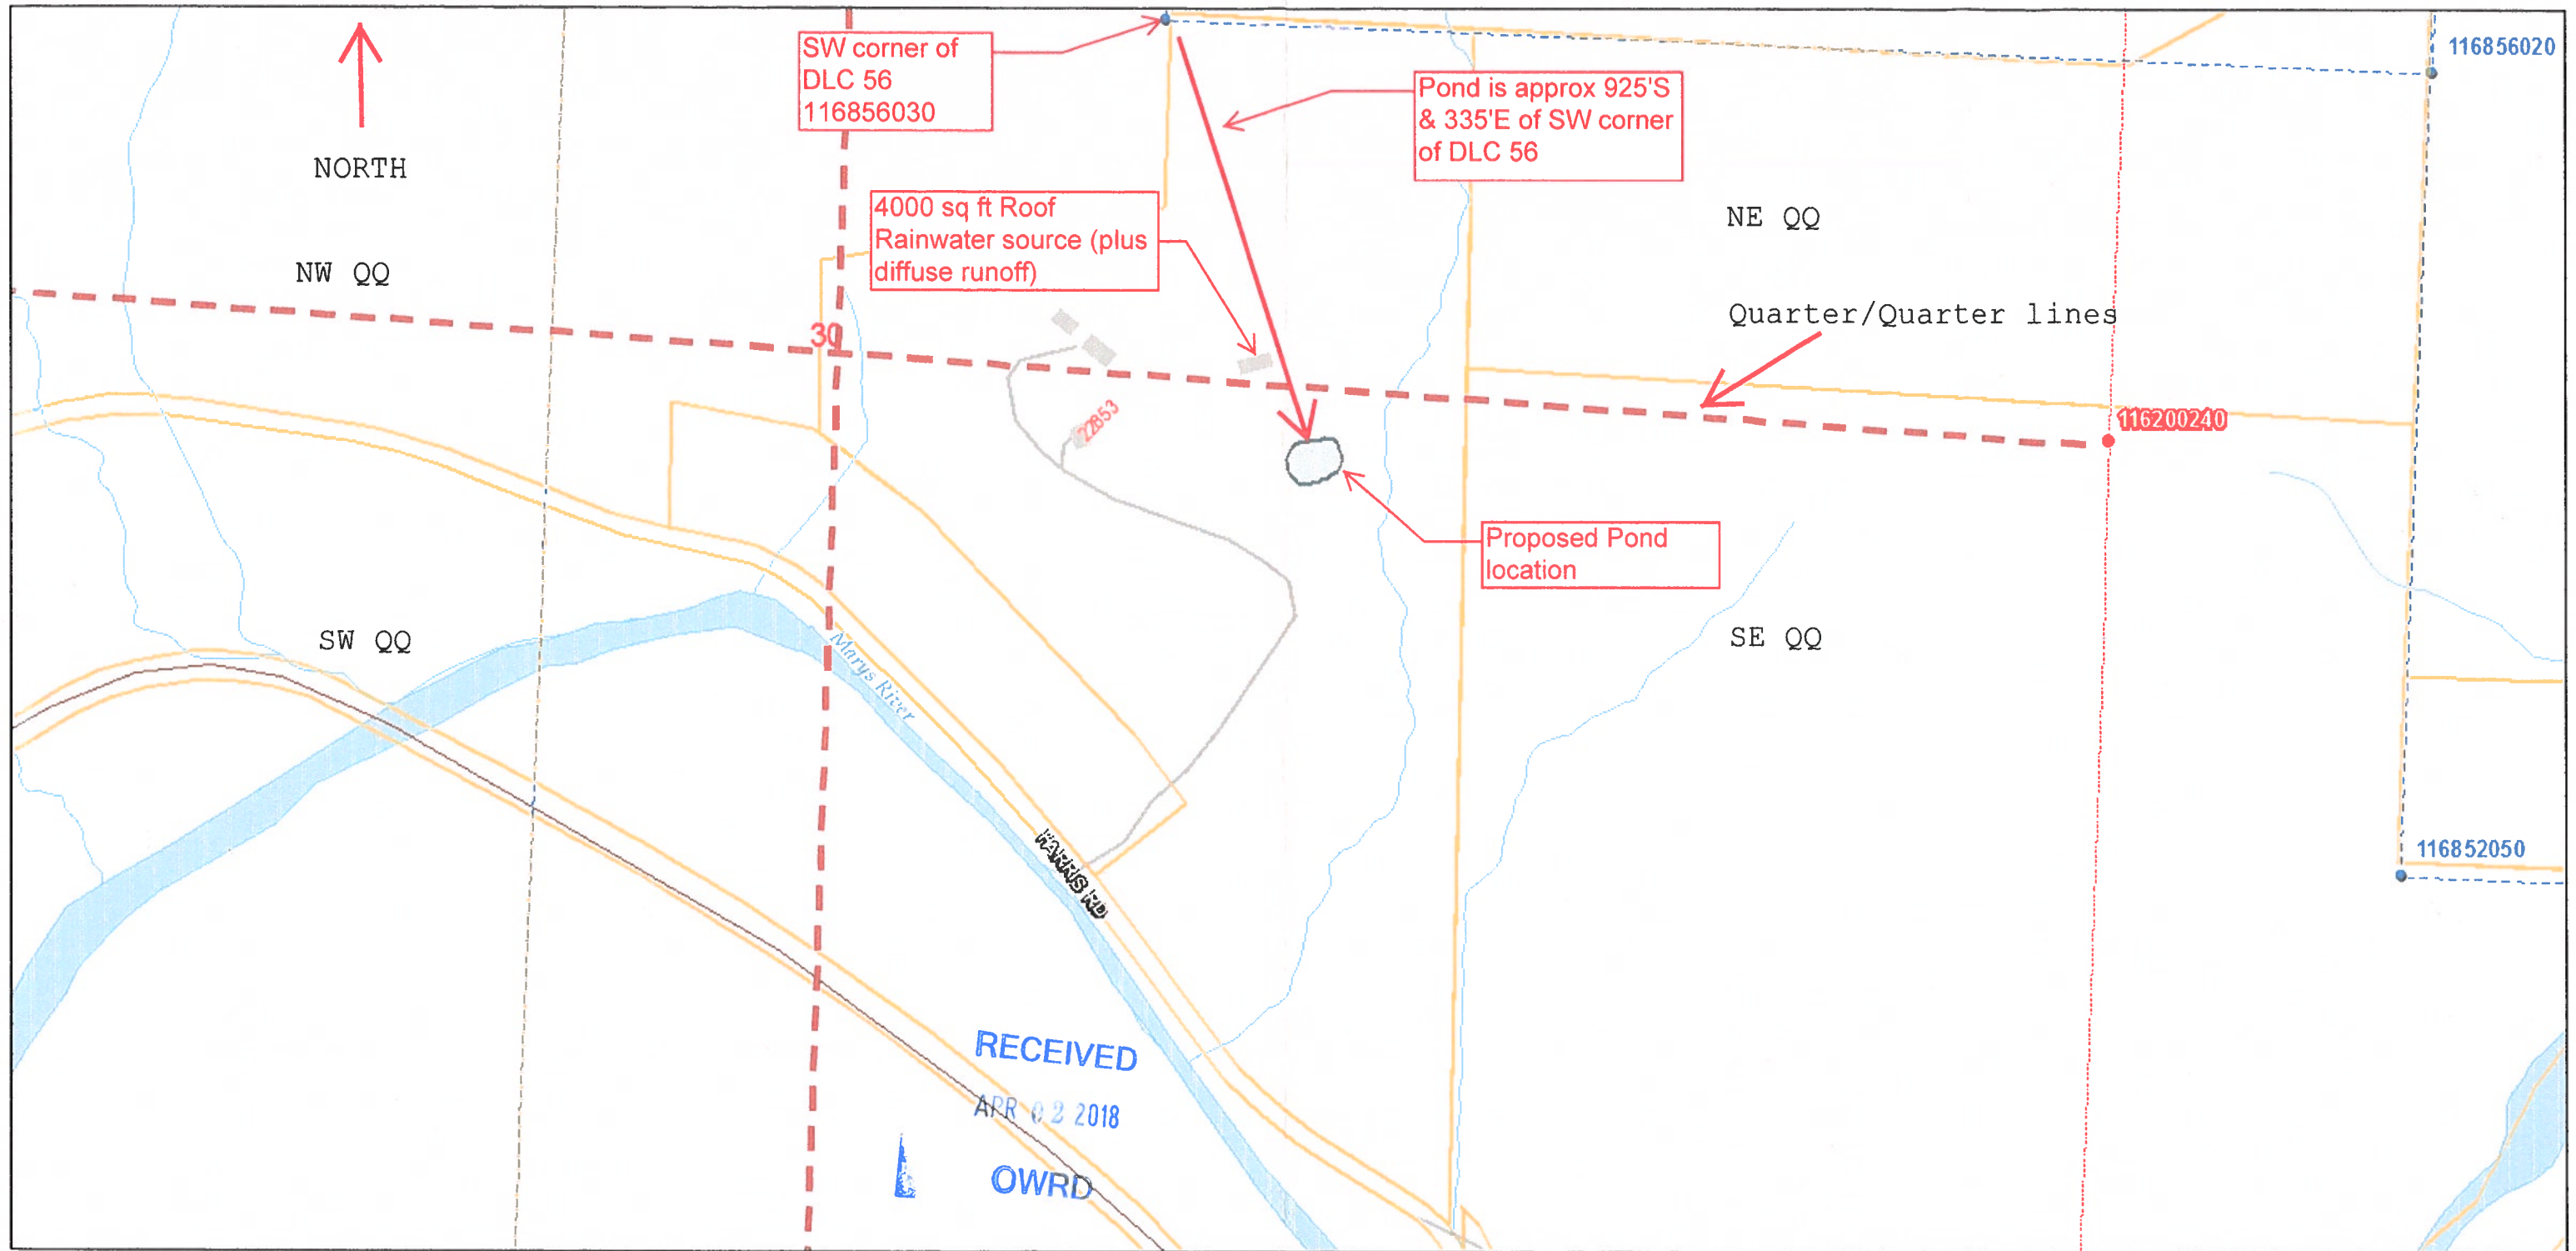 SW corner of
DLC 56
116856030
116856020
Pond is approx 925'S
& 335'E of SW corner
of DLC 56
NORTH
4000 sq ft Roof
Rainwater source (plus
diffuse runoff)
NE QQ
NW QQ
Quarter/Quarter lines
30
22853
116200240
Proposed Pond
location
SW QQ
SE QQ
Marys River
HARRIS RD
116852050
RECEIVED
APR 02 2018
OWRD